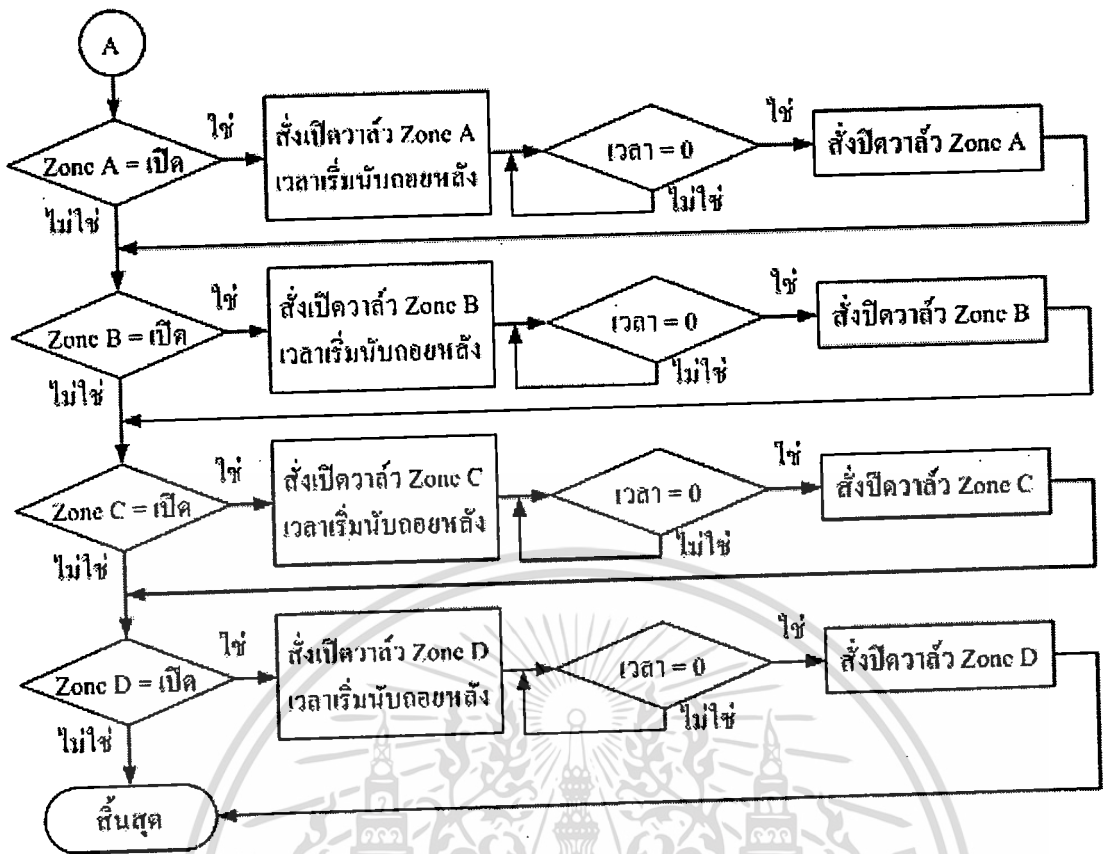 A
Zone A = เปิด
ใช่
สั่งเปิดวาล์ว Zone A
เวลาเริ่มนับถอยหลัง
เวลา = 0
ใช่
สั่งปิดวาล์ว Zone A
ไม่ใช่
ไม่ใช่
Zone B = เปิด
ใช่
สั่งเปิดวาล์ว Zone B
เวลาเริ่มนับถอยหลัง
เวลา = 0
ใช่
สั่งปิดวาล์ว Zone B
ไม่ใช่
ไม่ใช่
Zone C = เปิด
ใช่
สั่งเปิดวาล์ว Zone C
เวลาเริ่มนับถอยหลัง
เวลา = 0
ใช่
สั่งปิดวาล์ว Zone C
ไม่ใช่
ไม่ใช่
Zone D = เปิด
ใช่
สั่งเปิดวาล์ว Zone D
เวลาเริ่มนับถอยหลัง
เวลา = 0
ใช่
สั่งปิดวาล์ว Zone D
ไม่ใช่
ไม่ใช่
สิ้นสุด